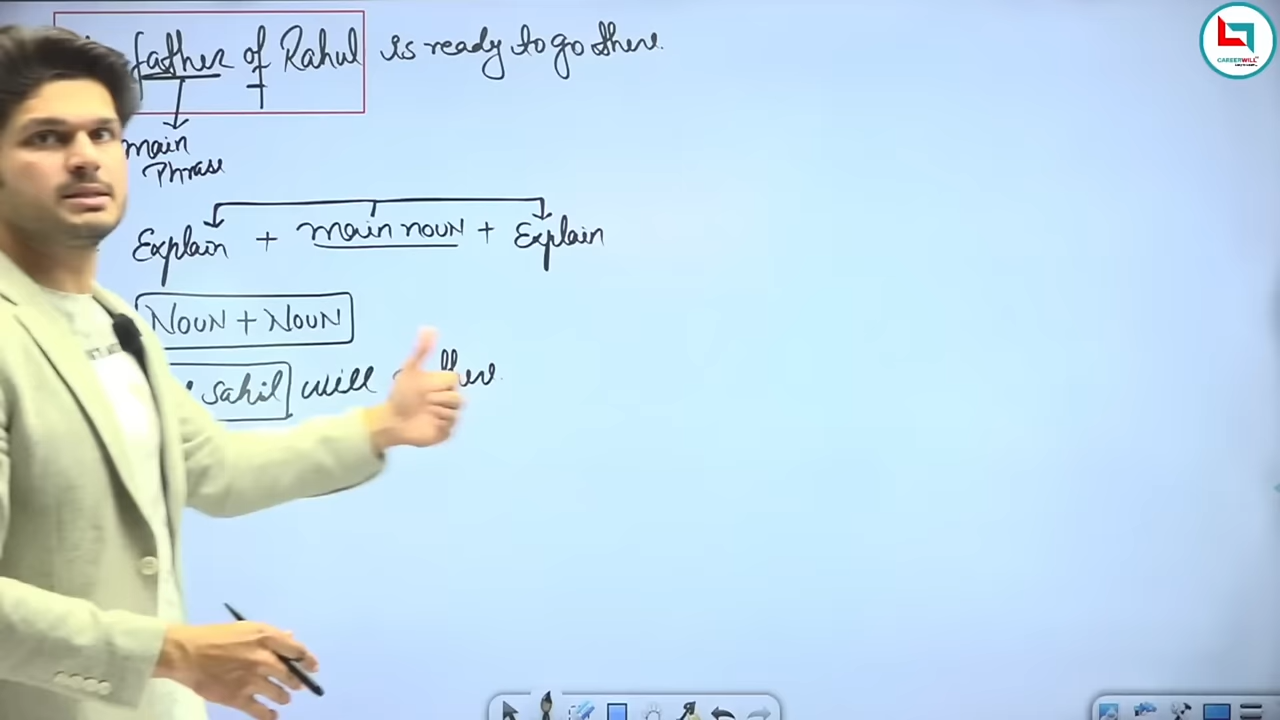 father of Rahul is ready to go there.
main
Phrase
Explain + main noun + Explain
Noun + Noun
sahil will there.
CAREERWILL